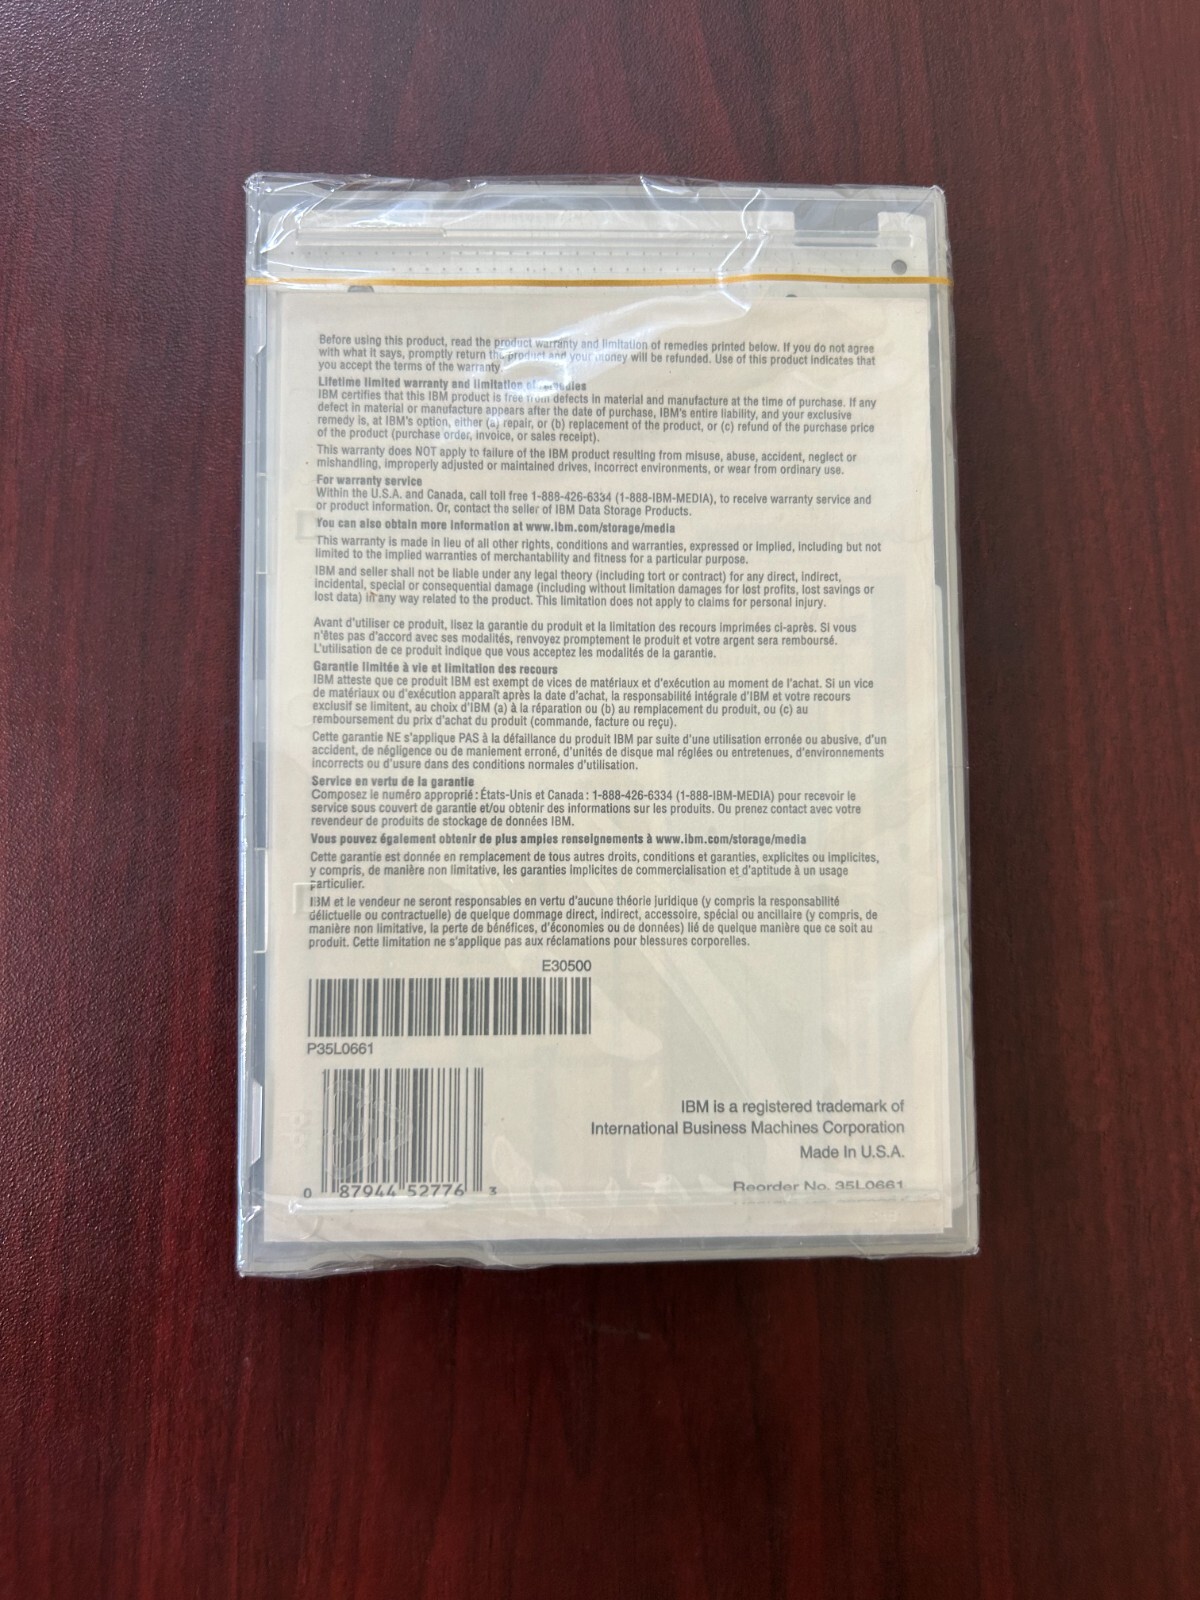 Before using this product, read the product warranty and limitation of remedies printed below. If you do not agree
with what it says, promptly return the product and your money will be refunded. Use of this product indicates that
you accept the terms of the warranty.
Lifetime limited warranty and limitation of remedies
IBM certifies that this IBM product is free from defects in material and manufacture at the time of purchase. If any
defect in material or manufacture appears after the date of purchase, IBM's entire liability, and your exclusive
remedy is, at IBM's option, either (a) repair, or (b) replacement of the product, or (c) refund of the purchase price
of the product (purchase order, invoice, or sales receipt).
This warranty does NOT apply to failure of the IBM product resulting from misuse, abuse, accident, neglect or
mishandling, improperly adjusted or maintained drives, incorrect environments, or wear from ordinary use.
For warranty service
Within the U.S.A. and Canada, call toll free 1-888-426-6334 (1-888-IBM-MEDIA), to receive warranty service and
or product information. Or, contact the seller of IBM Data Storage Products.
You can also obtain more information at www.ibm.com/storage/media
This warranty is made in lieu of all other rights, conditions and warranties, expressed or implied, including but not
limited to the implied warranties of merchantability and fitness for a particular purpose.
IBM and seller shall not be liable under any legal theory (including tort or contract) for any direct, indirect,
incidental, special or consequential damage (including without limitation damages for lost profits, lost savings or
lost data) in any way related to the product. This limitation does not apply to claims for personal injury.
Avant d'utiliser ce produit, lisez la garantie du produit et la limitation des recours imprimées ci-après. Si vous
n'êtes pas d'accord avec ses modalités, renvoyez promptement le produit et votre argent sera remboursé.
L'utilisation de ce produit indique que vous acceptez les modalités de la garantie.
Garantie limitée à vie et limitation des recours
IBM atteste que ce produit IBM est exempt de vices de matériaux et d'exécution au moment de l'achat. Si un vice
de matériaux ou d'exécution apparaît après la date d'achat, la responsabilité intégrale d'IBM et votre recours
exclusif se limitent, au choix d'IBM (a) à la réparation ou (b) au remplacement du produit, ou (c) au
remboursement du prix d'achat du produit (commande, facture ou reçu).
Cette garantie NE s'applique PAS à la défaillance du produit IBM par suite d'une utilisation erronée ou abusive, d'un
accident, de négligence ou de maniement erroné, d'unités de disque mal réglées ou entretenues, d'environnements
incorrects ou d'usure dans des conditions normales d'utilisation.
Service en vertu de la garantie
Composez le numéro approprié : États-Unis et Canada : 1-888-426-6334 (1-888-IBM-MEDIA) pour recevoir le
service sous couvert de garantie et/ou obtenir des informations sur les produits. Ou prenez contact avec votre
revendeur de produits de stockage de données IBM.
Vous pouvez également obtenir de plus amples renseignements à www.ibm.com/storage/media
Cette garantie est donnée en remplacement de tous autres droits, conditions et garanties, explicites ou implicites,
y compris, de manière non limitative, les garanties implicites de commercialisation et d'aptitude à un usage
particulier.
IBM et le vendeur ne seront responsables en vertu d'aucune théorie juridique (y compris la responsabilité
délictuelle ou contractuelle) de quelque dommage direct, indirect, accessoire, spécial ou ancillaire (y compris, de
manière non limitative, la perte de bénéfices, d'économies ou de données) lié de quelque manière que ce soit au
produit. Cette limitation ne s'applique pas aux réclamations pour blessures corporelles.
E30500
P35L0661
IBM is a registered trademark of
International Business Machines Corporation
Made In U.S.A.
Reorder No. 35L0661
0 87944 52776 3